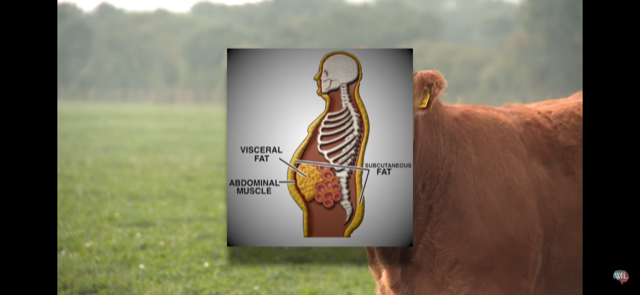 VISCERAL
FAT
SUBCUTANEOUS
FAT
ABDOMINAL
MUSCLE